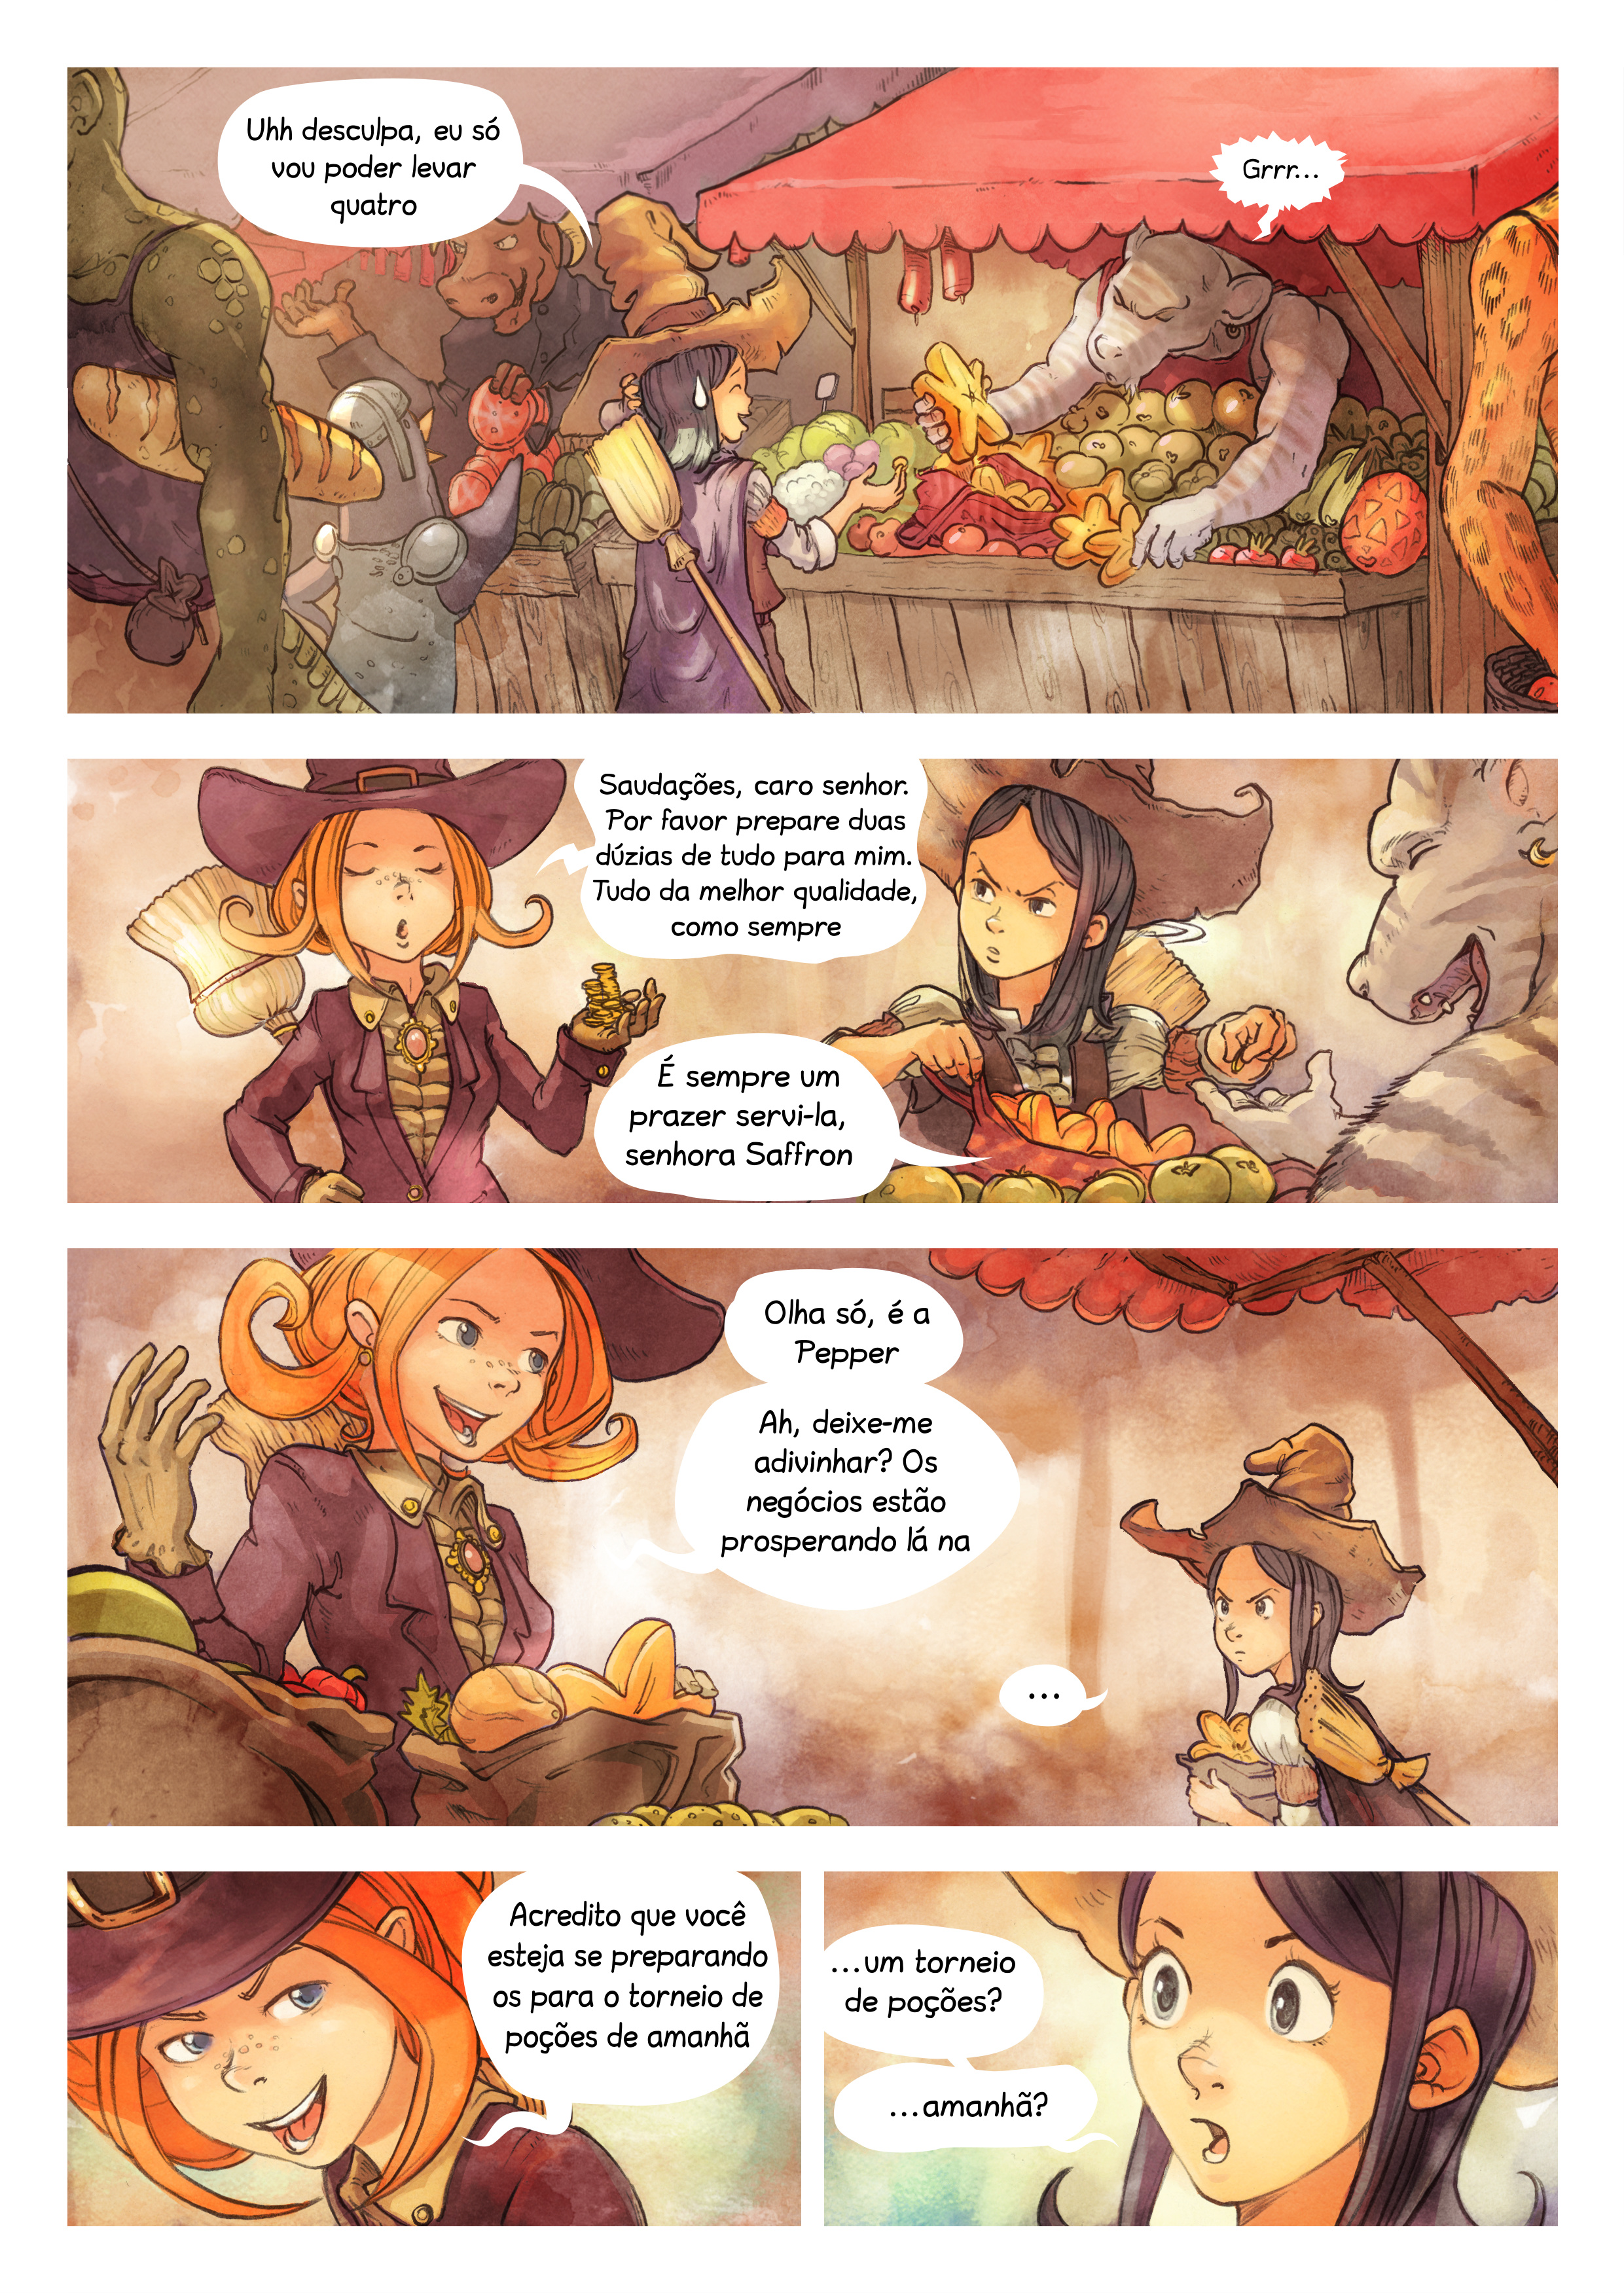 Uhh desculpa, eu só
vou poder levar
quatro
Grrr...
Saudações, caro senhor.
Por favor prepare duas
dúzias de tudo para mim.
Tudo da melhor qualidade,
como sempre
É sempre um
prazer servi-la,
senhora Saffron
Olha só, é a
Pepper
Ah, deixe-me
adivinhar? Os
negócios estão
prosperando lá na
...
Acredito que você
esteja se preparando
os para o torneio de
poções de amanhã
...um torneio
de poções?
...amanhã?